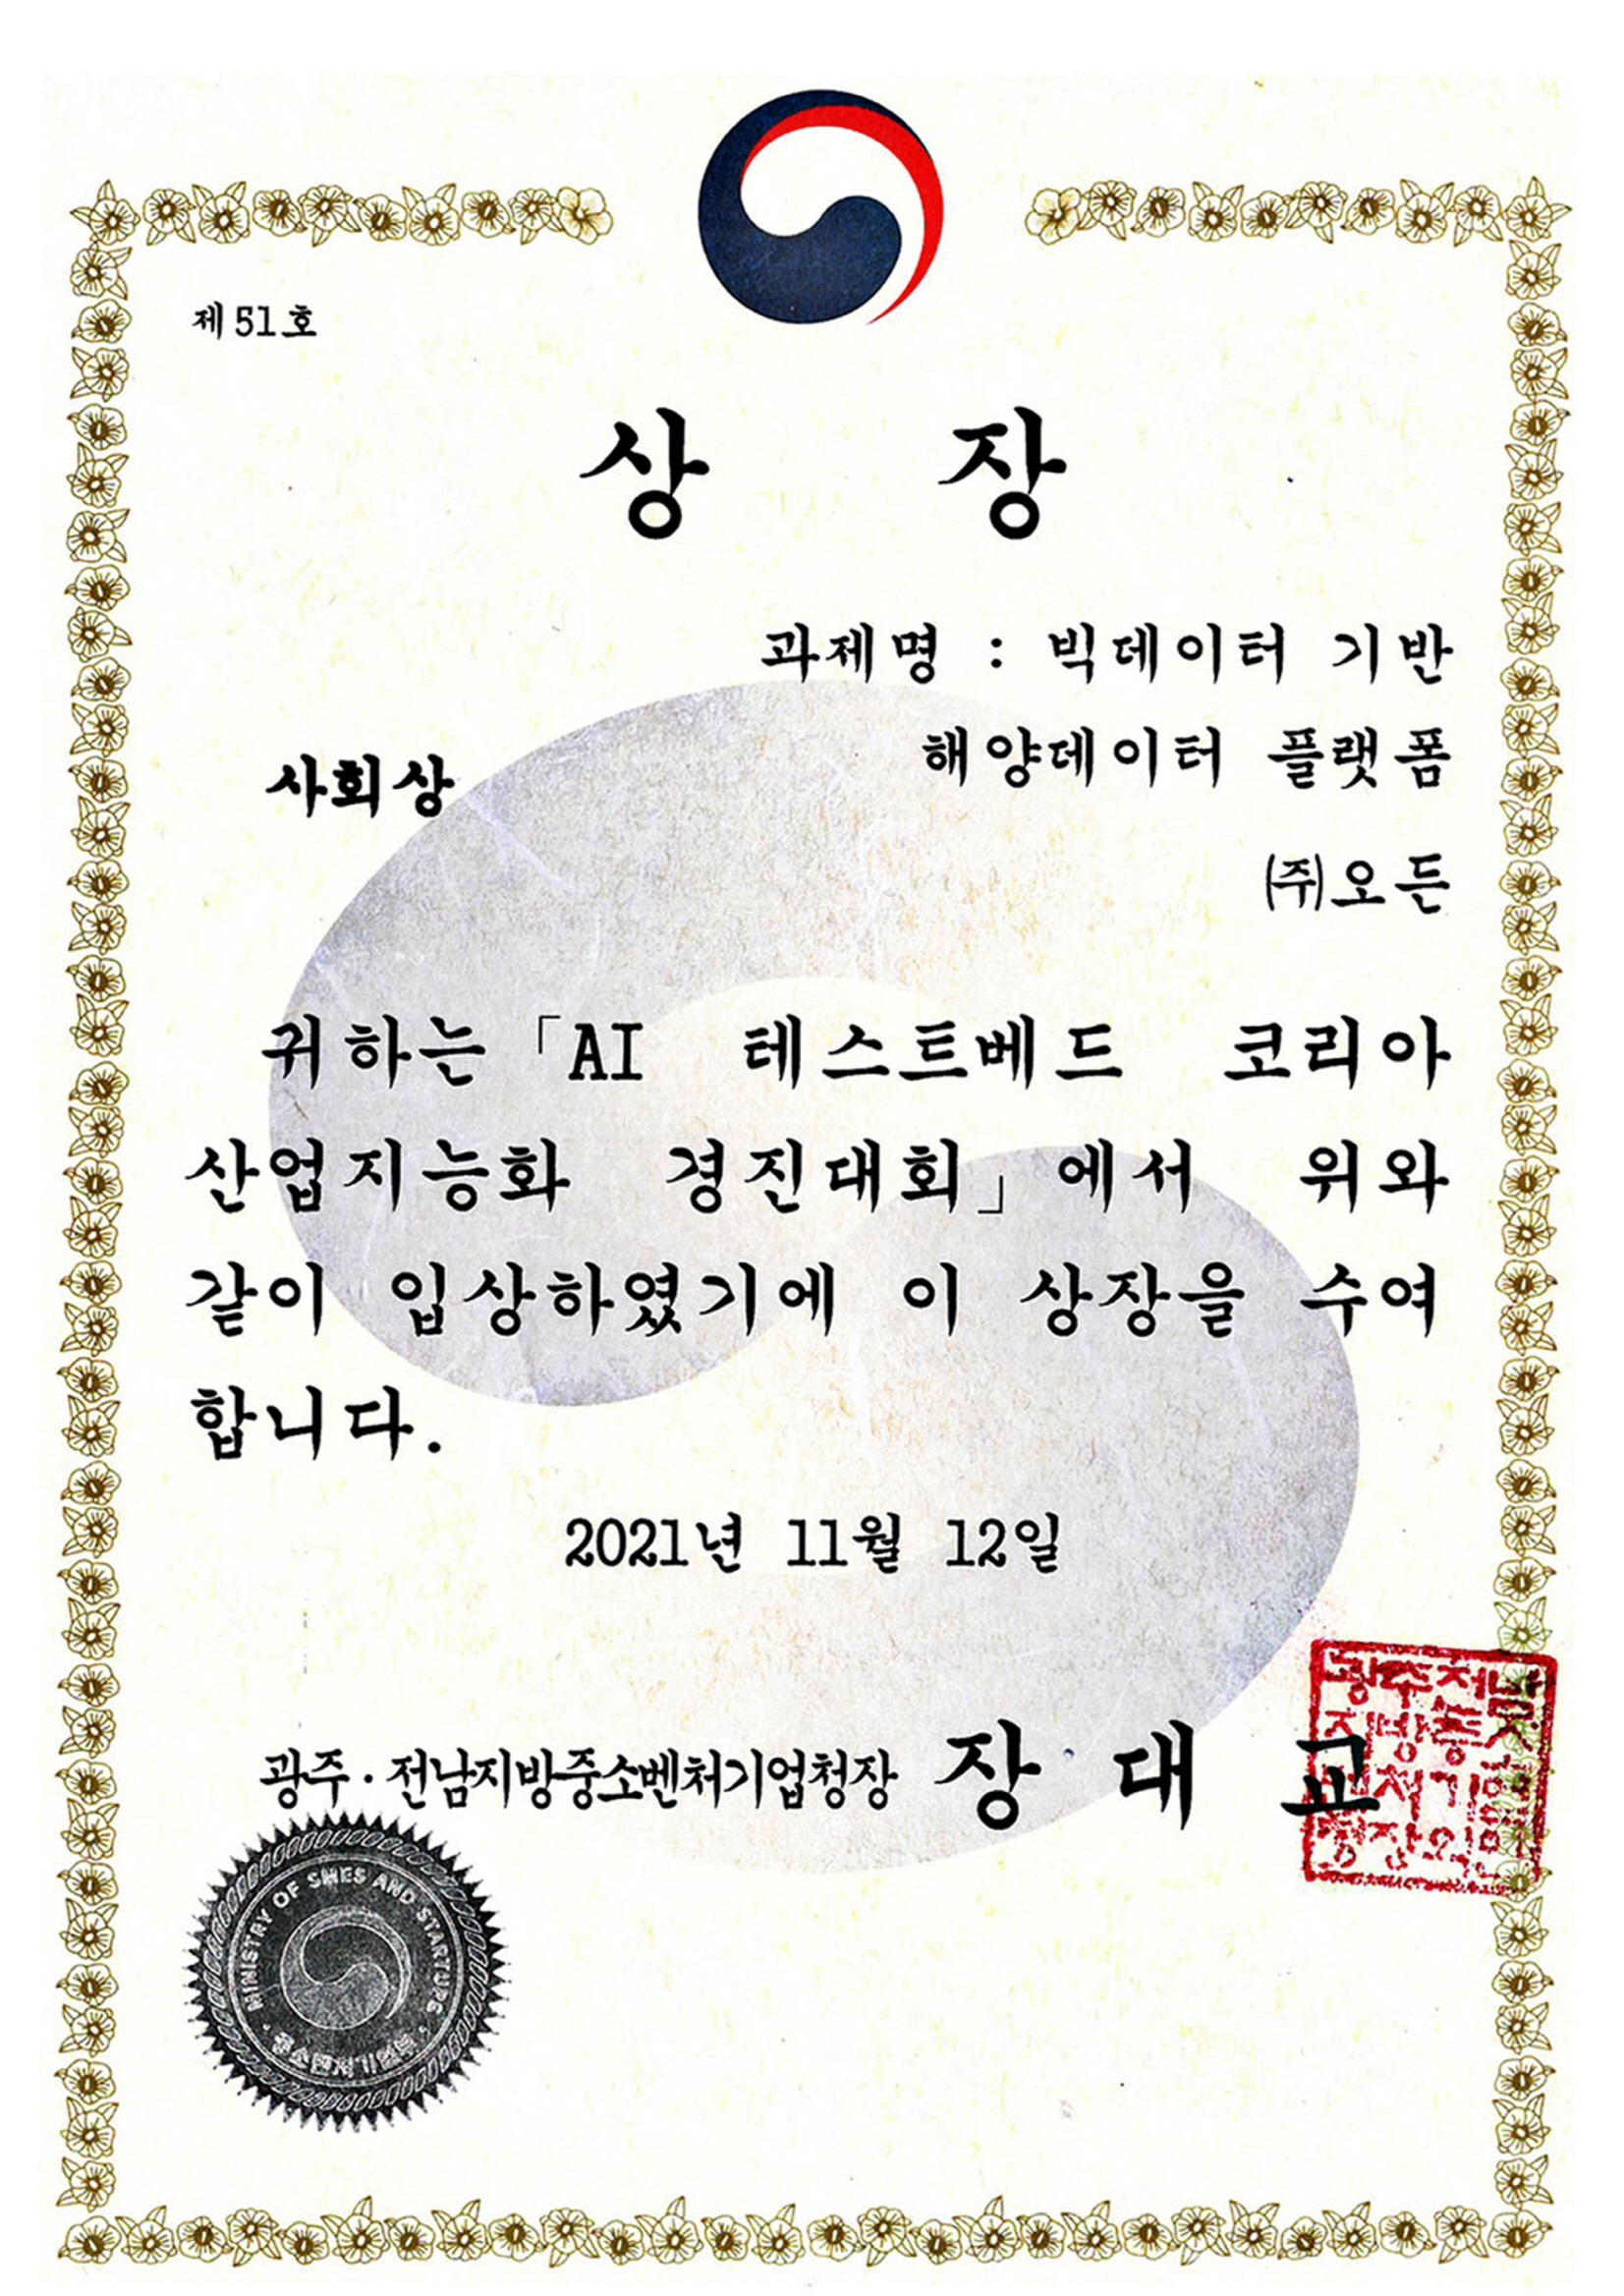 제 51 호
상 장
과제명 : 빅데이터 기반
해양데이터 플랫폼
사회상
㈜오든
귀하는「AI 테스트베드 코리아
산업지능화 경진대회」에서 위와
같이 입상하였기에 이 상장을 수여
합니다.
2021년 11월 12일
광주·전남지방중소벤처기업청장 장 대 교
광주전남
지방중소
벤처기업
청장의인
MINISTRY OF SMES AND STARTUPS
중소벤처기업부